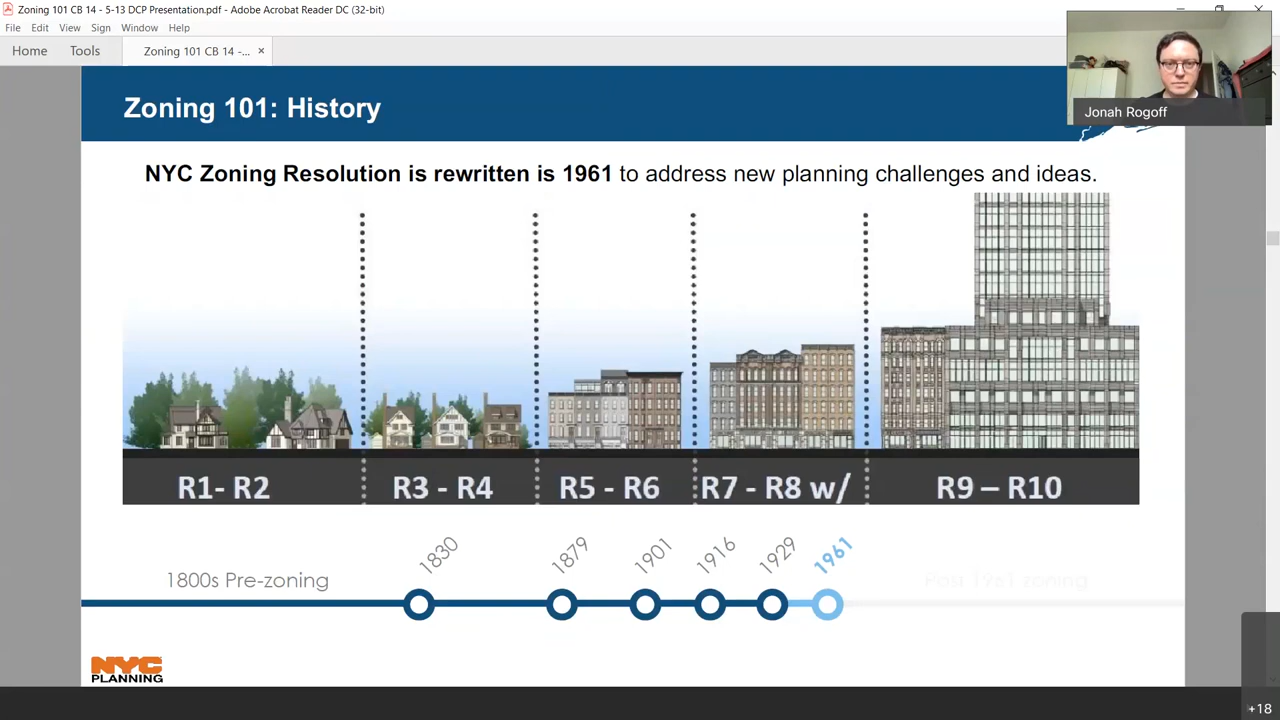 Zoning 101 CB 14 - 5-13 DCP Presentation.pdf - Adobe Acrobat Reader DC (32-bit)
File Edit View Sign Window Help
Home Tools Zoning 101 CB 14 -... ×
Jonah Rogoff
Zoning 101: History
NYC Zoning Resolution is rewritten is 1961 to address new planning challenges and ideas.
R1- R2 R3 - R4 R5 - R6 R7 - R8 w/ R9 – R10
1830 1879 1901 1916 1929 1961
1800s Pre-zoning Post 1961 zoning
NYC
PLANNING
+18